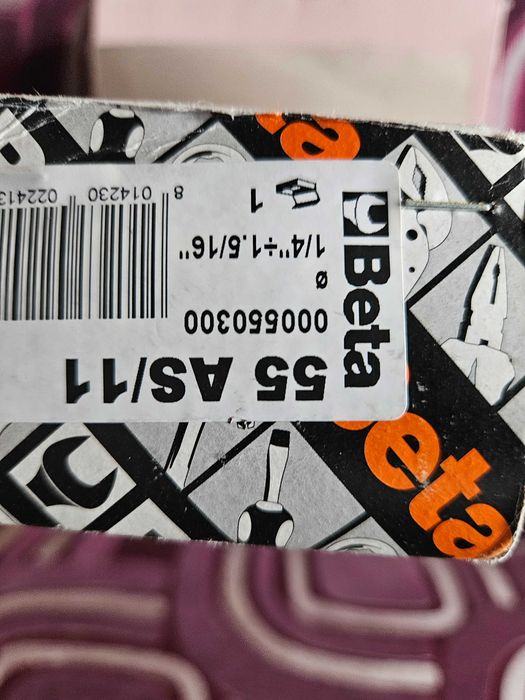 Beta
55 AS/11
000550300
ø
1/4"÷1.5/16"
1
8 014230 022413
Beta